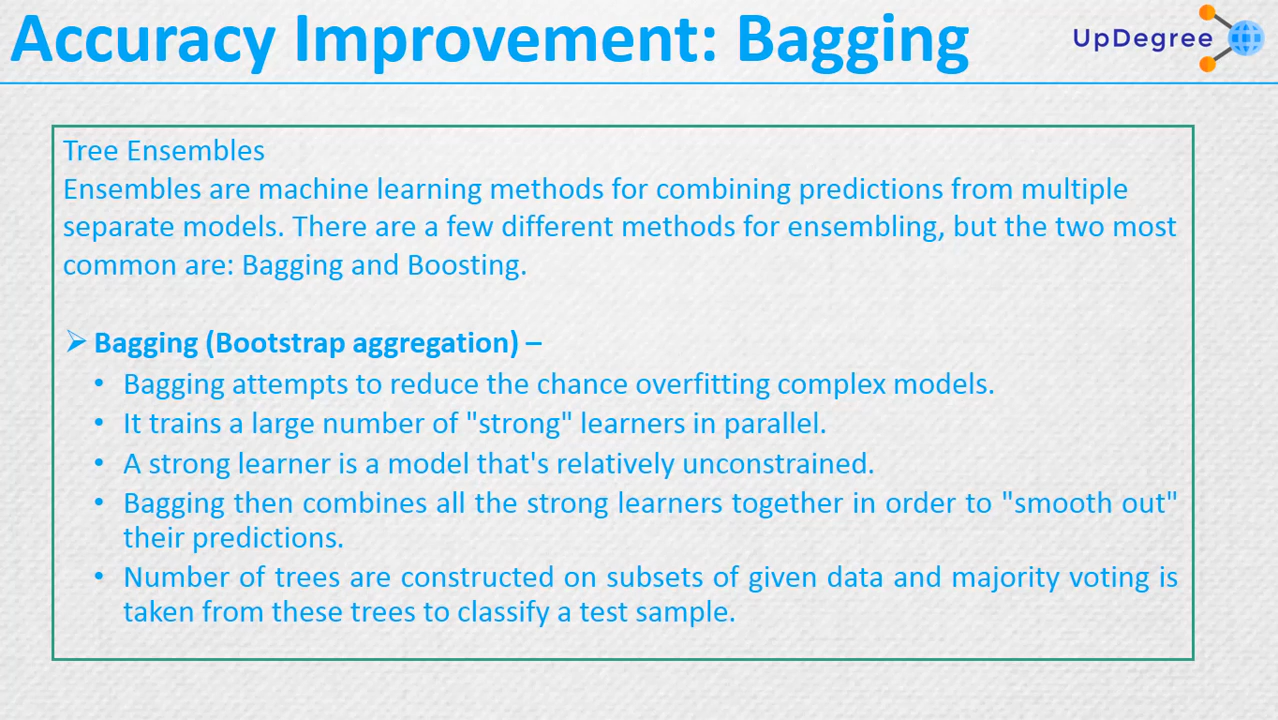 Accuracy Improvement: Bagging
UpDegree
Tree Ensembles
Ensembles are machine learning methods for combining predictions from multiple
separate models. There are a few different methods for ensembling, but the two most
common are: Bagging and Boosting.
➢ Bagging (Bootstrap aggregation) –
• Bagging attempts to reduce the chance overfitting complex models.
• It trains a large number of "strong" learners in parallel.
• A strong learner is a model that's relatively unconstrained.
• Bagging then combines all the strong learners together in order to "smooth out"
their predictions.
• Number of trees are constructed on subsets of given data and majority voting is
taken from these trees to classify a test sample.